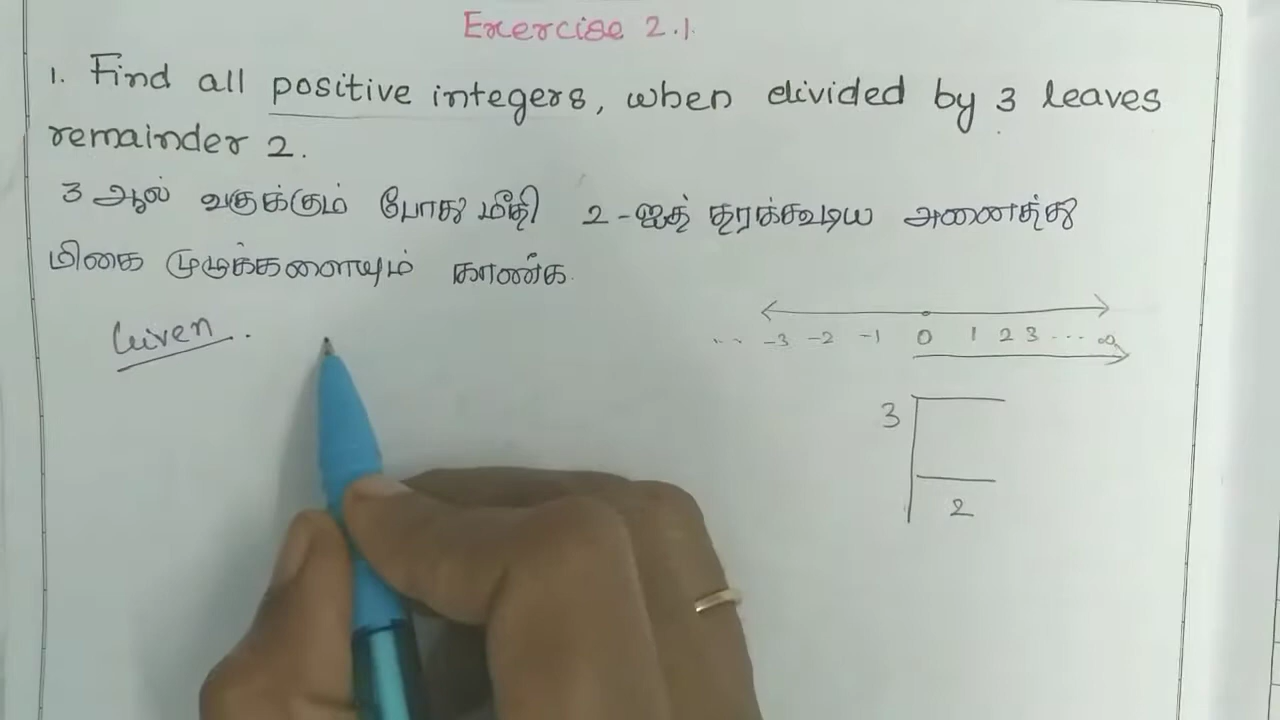 Exercise 2.1
1. Find all positive integers, when divided by 3 leaves
remainder 2.
3 ஆல் வகுக்கும் போது மீதி 2-ஐத் தரக்கூடிய அனைத்து
மிகை முழுக்களையும் காண்க.
Given.
... -3 -2 -1 0 1 2 3 ... ∞
3
2